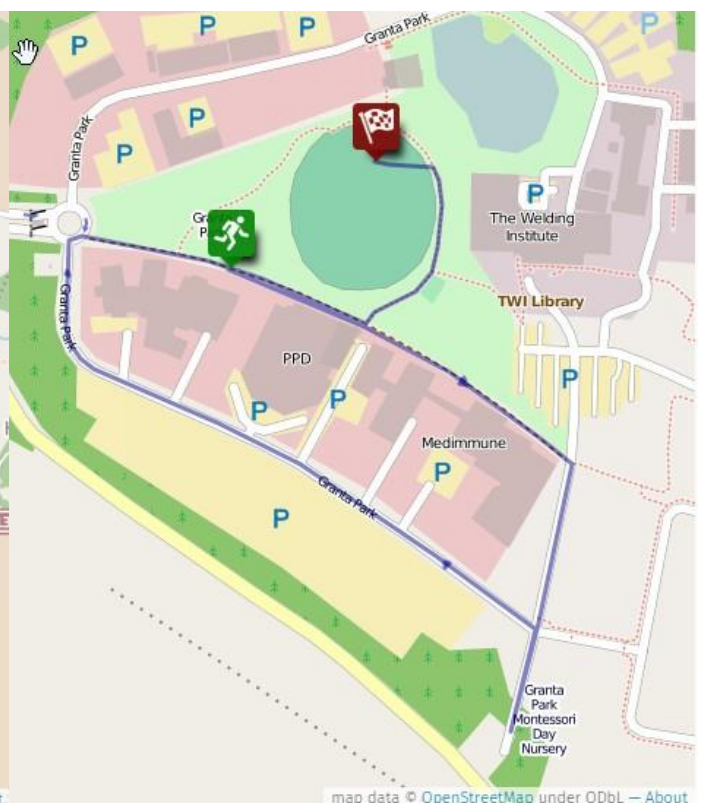 P
P
P
Granta Park
P
Granta Park
P
P
The Welding
Institute
TWI Library
Granta Park
PPD
P
P
P
Medimmune
P
Granta Park
P
Granta
Park
Montessori
Day
Nursery
map data © OpenStreetMap under ODbL — About